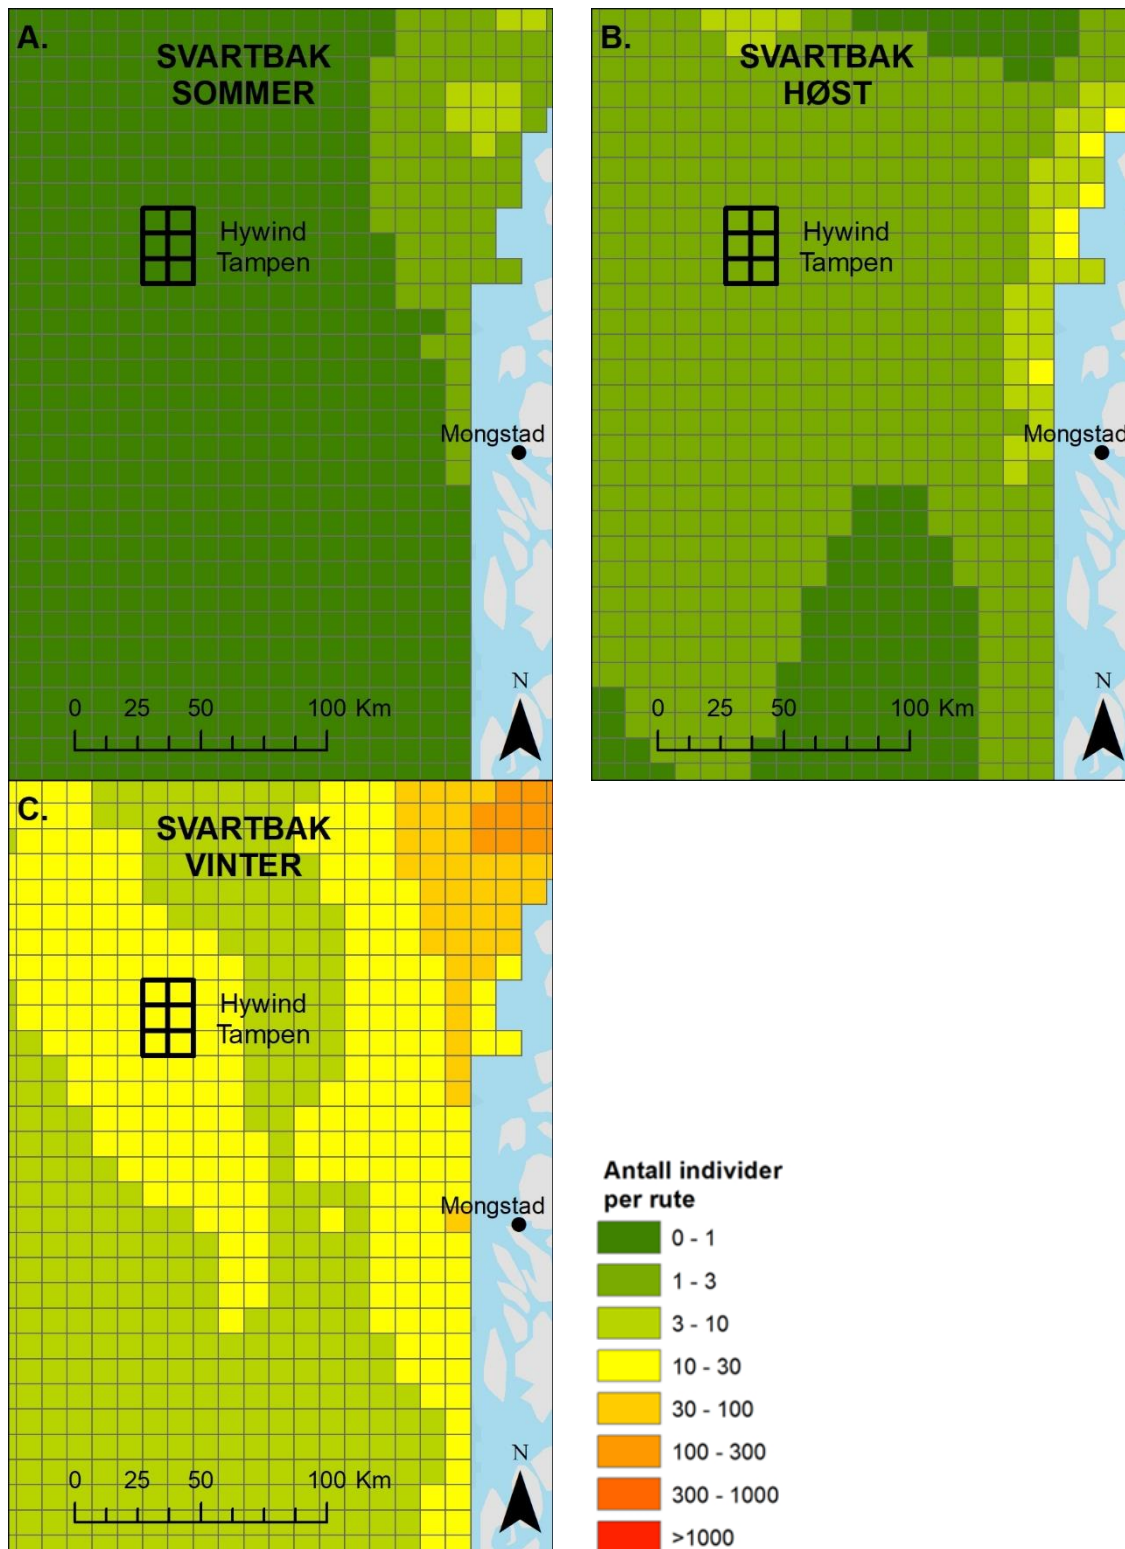 A.
SVARTBAK
SOMMER
Hywind
Tampen
Mongstad
N
0 25 50 100 Km
B.
SVARTBAK
HØST
Hywind
Tampen
Mongstad
N
0 25 50 100 Km
C.
SVARTBAK
VINTER
Hywind
Tampen
Mongstad
N
0 25 50 100 Km
Antall individer
per rute
0 - 1
1 - 3
3 - 10
10 - 30
30 - 100
100 - 300
300 - 1000
>1000